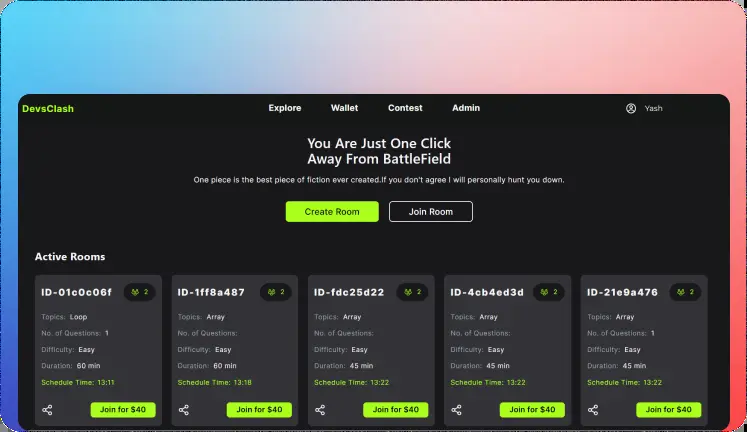 DevsClash
Explore Wallet Contest Admin
Yash
You Are Just One Click
Away From BattleField
One piece is the best piece of fiction ever created.If you don't agree I will personally hunt you down.
Create Room Join Room
Active Rooms
ID-01c0c06f 2
Topics: Loop
No. of Questions: 1
Difficulty: Easy
Duration: 60 min
Schedule Time: 13:11
Join for $40
ID-1ff8a487 2
Topics: Array
No. of Questions:
Difficulty: Easy
Duration: 60 min
Schedule Time: 13:18
Join for $40
ID-fdc25d22 2
Topics: Array
No. of Questions:
Difficulty: Easy
Duration: 45 min
Schedule Time: 13:22
Join for $40
ID-4cb4ed3d 2
Topics: Array
No. of Questions:
Difficulty: Easy
Duration: 45 min
Schedule Time: 13:22
Join for $40
ID-21e9a476 2
Topics: Array
No. of Questions: 1
Difficulty: Easy
Duration: 45 min
Schedule Time: 13:22
Join for $40